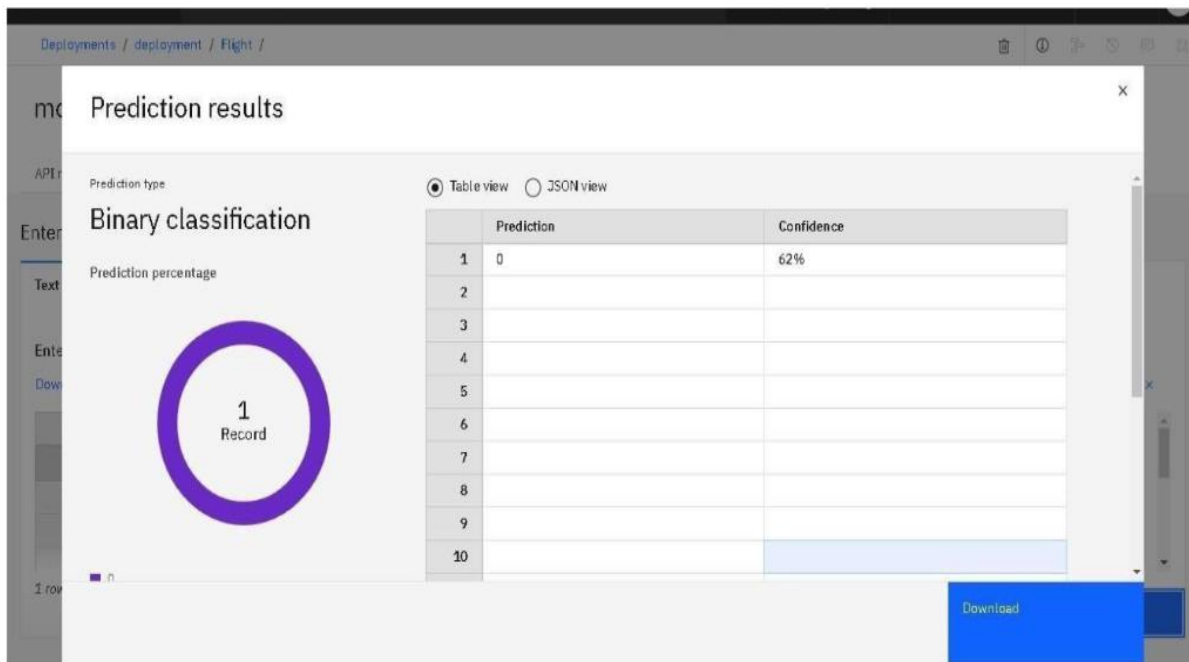 Deployments / deployment / Flight /
mo
Prediction results
API r
Prediction type
Binary classification
Prediction percentage
Table view JSON view
Prediction Confidence
1 0 62%
2
3
4
5
6
7
8
9
10
Enter
Text
Ente
Dow
1
Record
0
1 row
Download